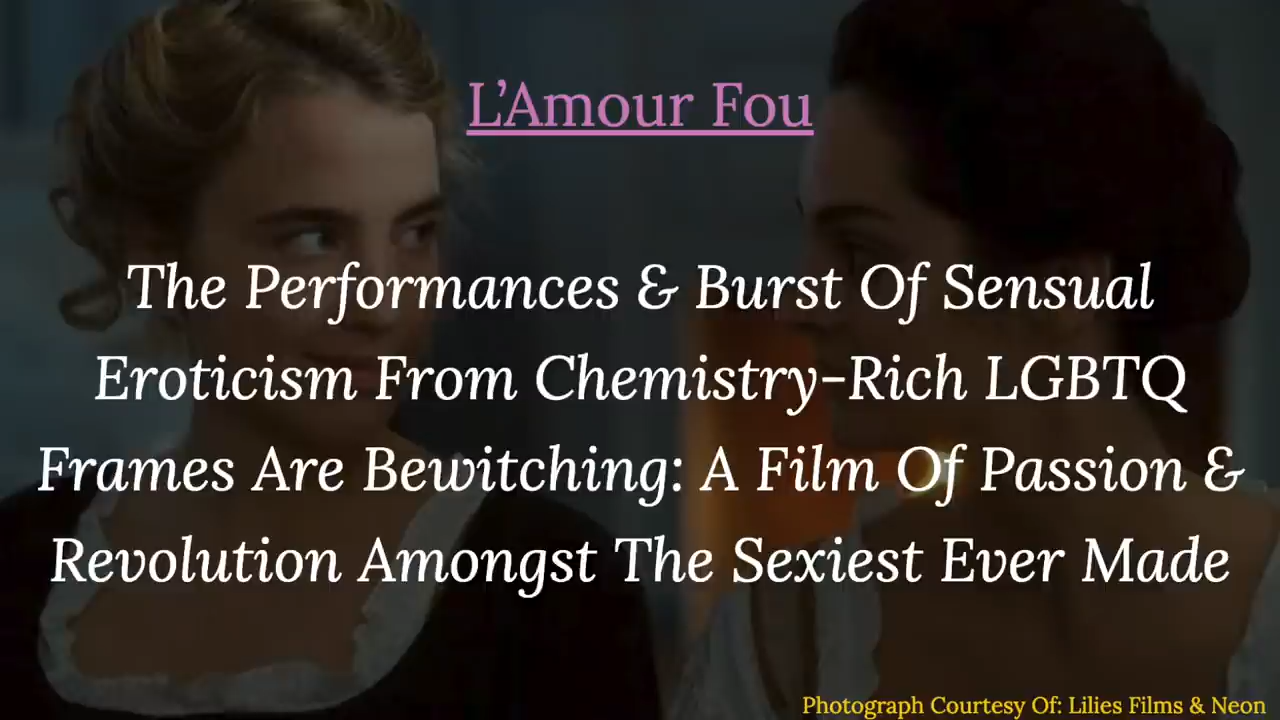 L’Amour Fou
The Performances & Burst Of Sensual
Eroticism From Chemistry-Rich LGBTQ
Frames Are Bewitching: A Film Of Passion &
Revolution Amongst The Sexiest Ever Made
Photograph Courtesy Of: Lilies Films & Neon